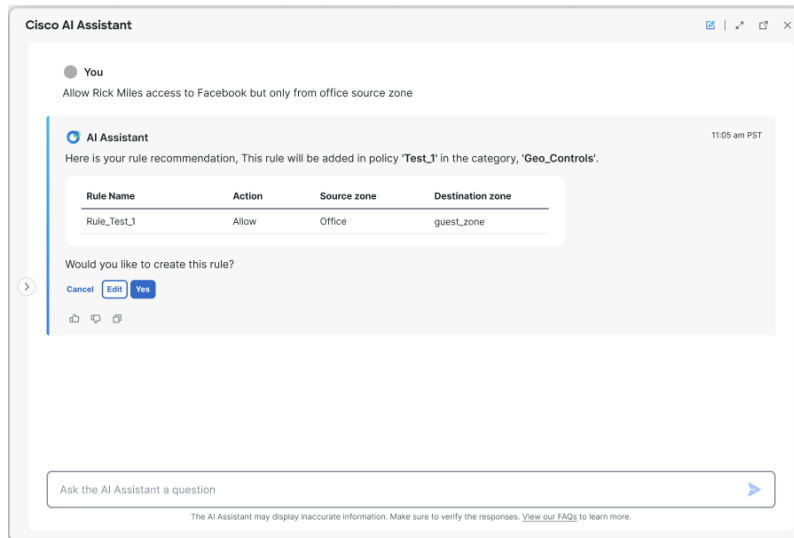 Cisco AI Assistant
You
Allow Rick Miles access to Facebook but only from office source zone
AI Assistant
11:05 am PST
Here is your rule recommendation, This rule will be added in policy 'Test_1' in the category, 'Geo_Controls'.
Rule Name Action Source zone Destination zone
Rule_Test_1 Allow Office guest_zone
Would you like to create this rule?
Cancel Edit Yes
Ask the AI Assistant a question
The AI Assistant may display inaccurate information. Make sure to verify the responses. View our FAQs to learn more.